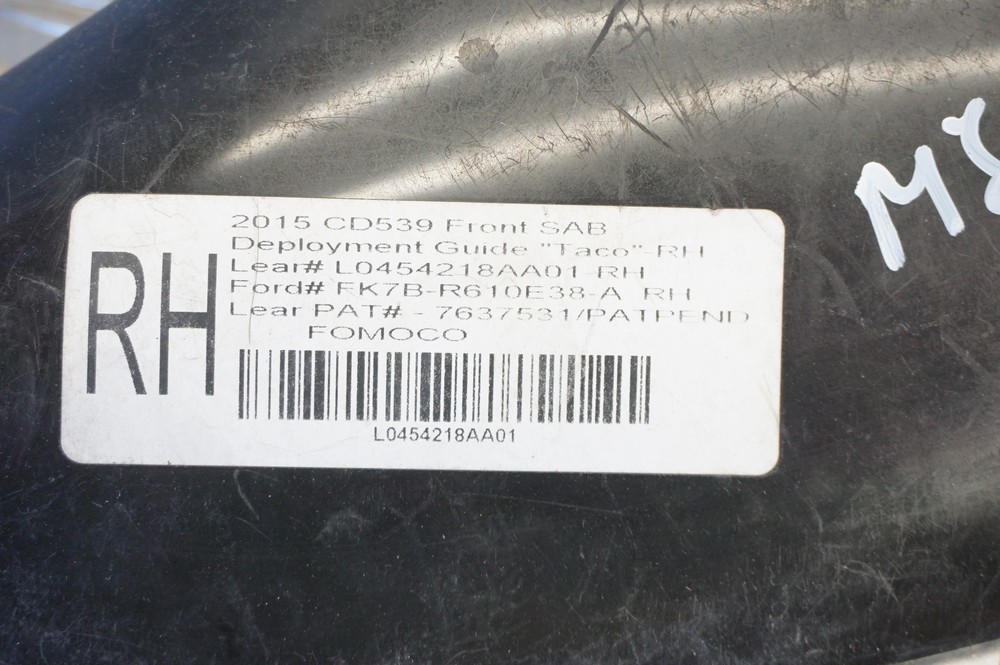 RH
2015 CD539 Front SAB
Deployment Guide "Taco"-RH
Lear# L0454218AA01-RH
Ford# FK7B-R610E38-A RH
Lear PAT# - 7637531/PATPEND
FOMOCO
L0454218AA01
M8